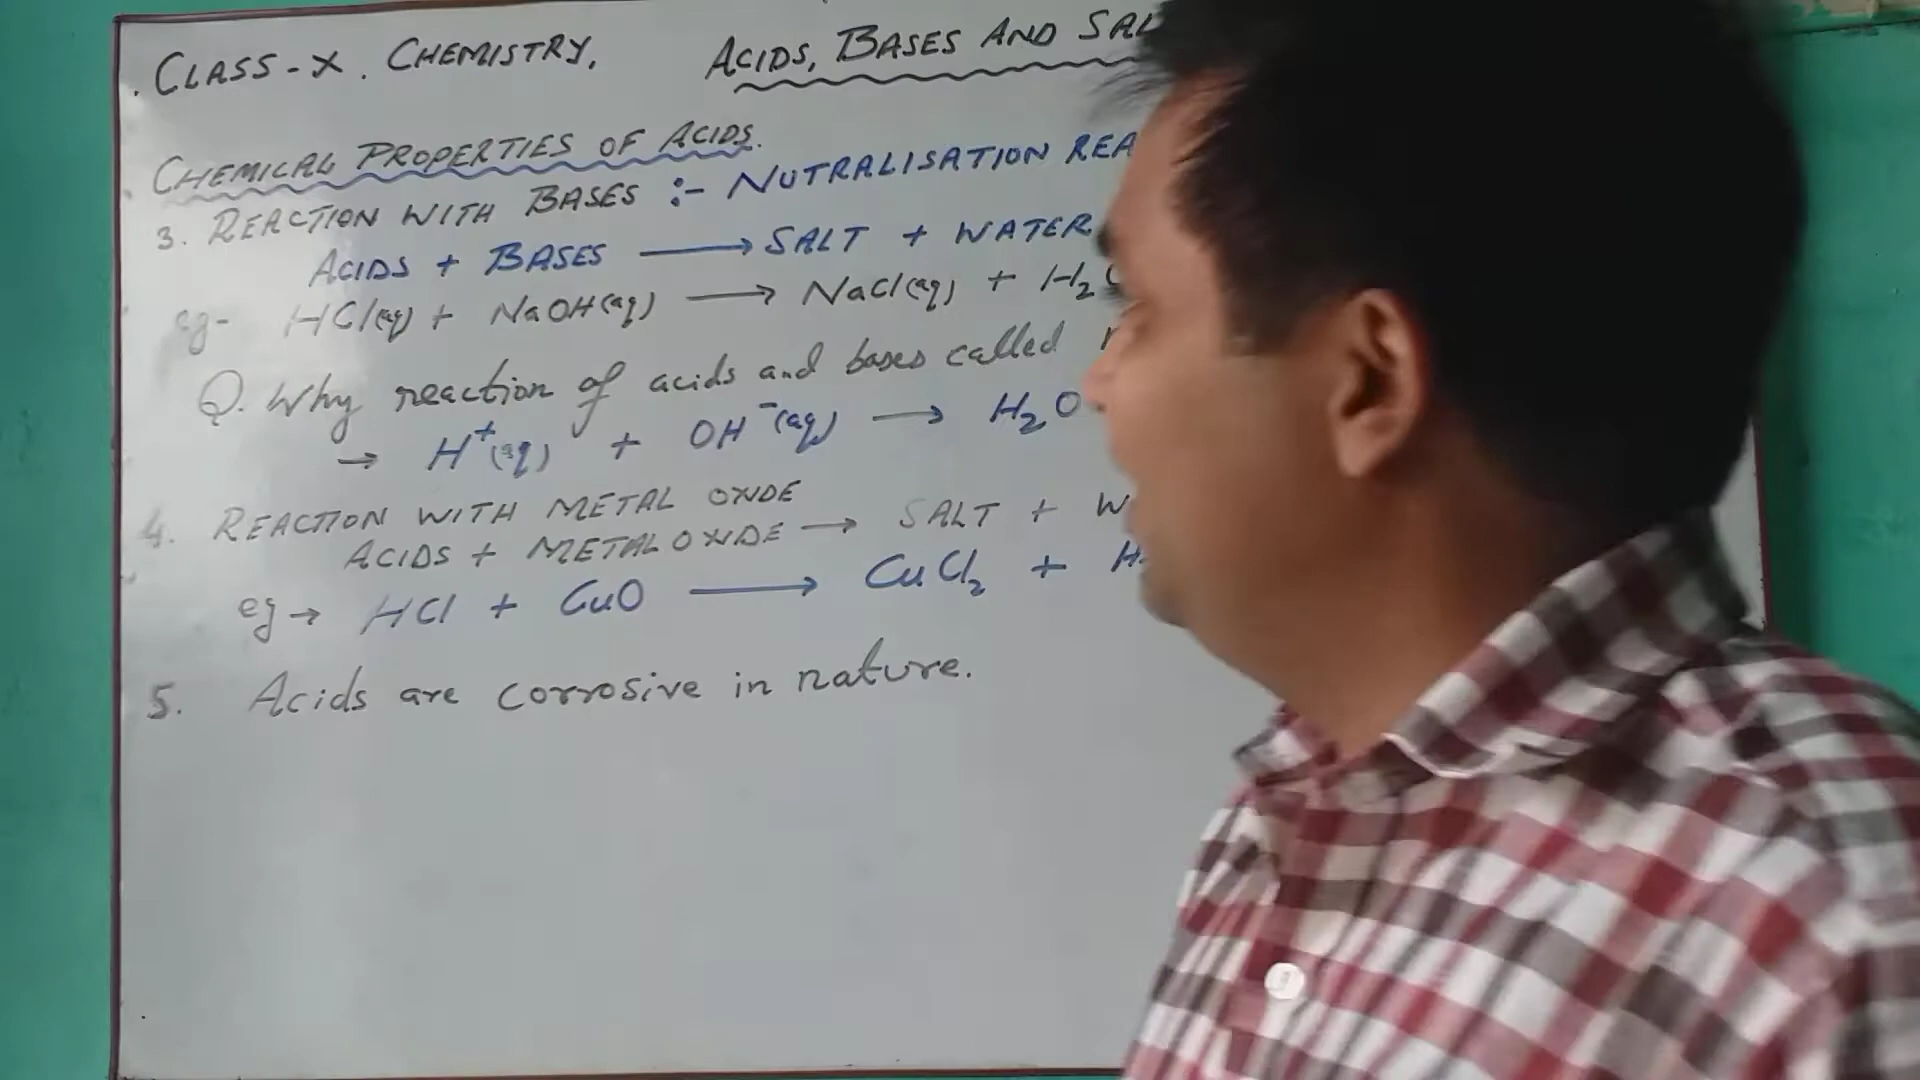 CLASS-X. CHEMISTRY, ACIDS, BASES AND SAL
CHEMICAL PROPERTIES OF ACIDS.
3. REACTION WITH BASES :- NUTRALISATION REA
ACIDS + BASES ⟶ SALT + WATER
eg- HCl(aq) + NaOH(aq) ⟶ NaCl(aq) + H₂O
Q. Why reaction of acids and bases called
→ H⁺(aq) + OH⁻(aq) ⟶ H₂O
4. REACTION WITH METAL OXIDE
ACIDS + METAL OXIDE → SALT + W
eg → HCl + CuO ⟶ CuCl₂ + H
5. Acids are corrosive in nature.